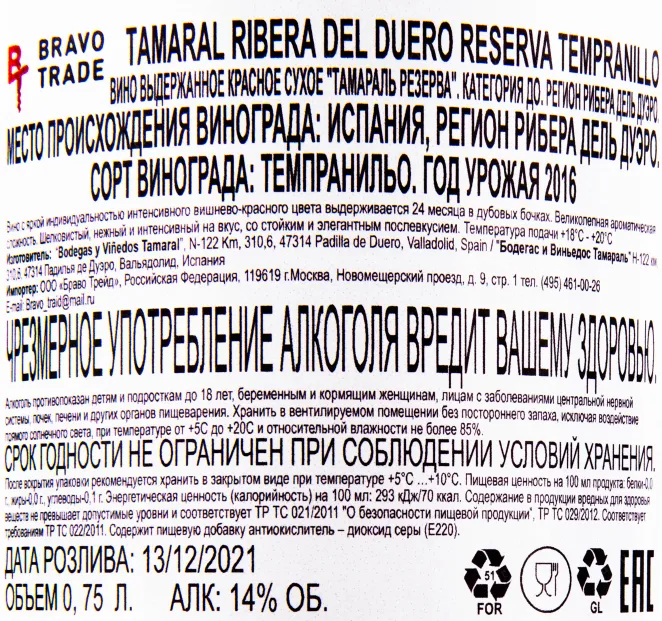 BRAVO
TRADE
TAMARAL RIBERA DEL DUERO RESERVA TEMPRANILLO
ВИНО ВЫДЕРЖАННОЕ КРАСНОЕ СУХОЕ "ТАМАРАЛЬ РЕЗЕРВА". КАТЕГОРИЯ ДО. РЕГИОН РИБЕРА ДЕЛЬ ДУЭРО.
МЕСТО ПРОИСХОЖДЕНИЯ ВИНОГРАДА: ИСПАНИЯ, РЕГИОН РИБЕРА ДЕЛЬ ДУЭРО.
СОРТ ВИНОГРАДА: ТЕМПРАНИЛЬО. ГОД УРОЖАЯ 2016
Вино с яркой индивидуальностью интенсивного вишнево-красного цвета выдерживается 24 месяца в дубовых бочках. Великолепная ароматическая
сложность. Шелковистый, нежный и интенсивный на вкус, со стойким и элегантным послевкусием. Температура подачи +18°С - +20°С
Изготовитель: "Bodegas y Viñedos Tamaral", N-122 Km, 310,6, 47314 Padilla de Duero, Valladolid, Spain / "Бодегас и Виньедос Тамараль" Н-122 км
310,6, 47314 Падилья де Дуэро, Вальядолид, Испания
Импортер: ООО «Браво Трейд», Российская Федерация, 119619 г.Москва, Новомещерский проезд, д. 9, стр. 1 тел. (495) 461-00-26
E-mail: Bravo_traid@mail.ru
ЧРЕЗМЕРНОЕ УПОТРЕБЛЕНИЕ АЛКОГОЛЯ ВРЕДИТ ВАШЕМУ ЗДОРОВЬЮ.
Алкоголь противопоказан детям и подросткам до 18 лет, беременным и кормящим женщинам, лицам с заболеваниями центральной нервной
системы, почек, печени и других органов пищеварения. Хранить в вентилируемом помещении без постороннего запаха, исключая воздействие
прямого солнечного света, при температуре от +5С до +20С и относительной влажности не более 85%.
СРОК ГОДНОСТИ НЕ ОГРАНИЧЕН ПРИ СОБЛЮДЕНИИ УСЛОВИЙ ХРАНЕНИЯ.
После вскрытия упаковки рекомендуется хранить в закрытом виде при температуре +5°С ...+10°С. Пищевая ценность на 100 мл продукта: белки-0.0
г., жиры-0.0 г., углеводы-0.1 г. Энергетическая ценность (калорийность) на 100 мл: 293 кДж/70 ккал. Содержание в продукции вредных для здоровья
веществ не превышает допустимые уровни и соответствует ТР ТС 021/2011 "О безопасности пищевой продукции", ТР ТС 029/2012. Соответствует
требованиям ТР ТС 022/2011. Содержит пищевую добавку антиокислитель – диоксид серы (Е220).
ДАТА РОЗЛИВА: 13/12/2021
ОБЪЕМ 0, 75 Л. АЛК: 14% ОБ.
51
FOR
GL
EAC